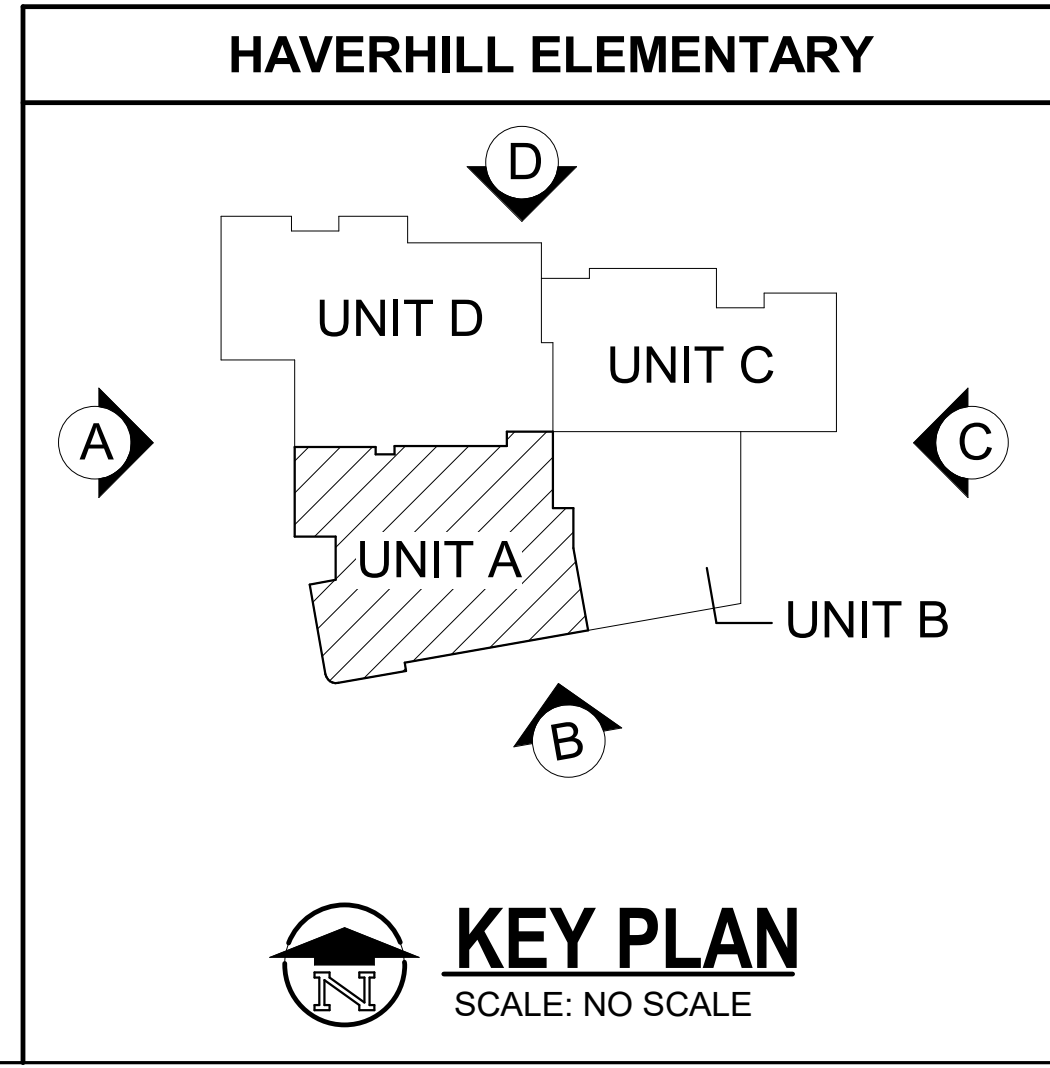 HAVERHILL ELEMENTARY
D
UNIT D
UNIT C
A
C
UNIT A
UNIT B
B
KEY PLAN
N
SCALE: NO SCALE